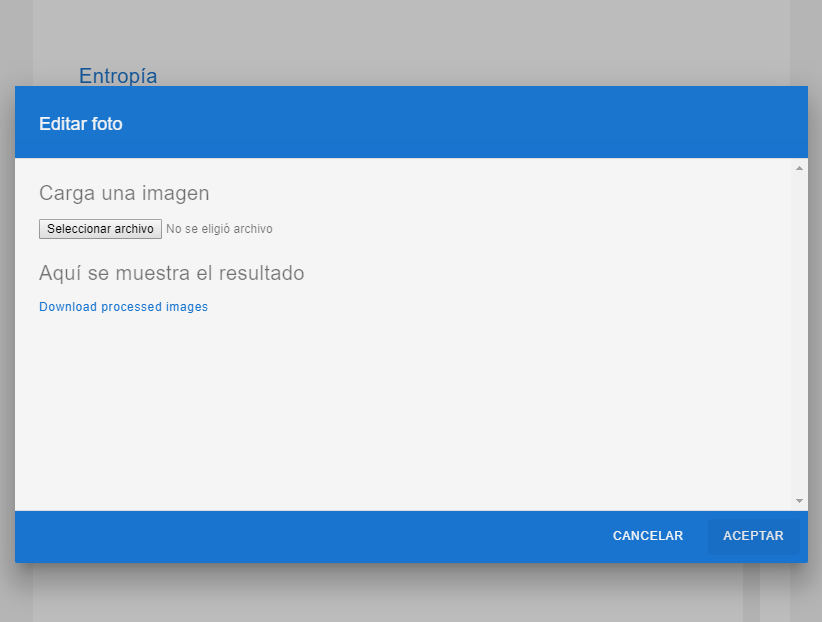 Entropía
Editar foto
Carga una imagen
Seleccionar archivo No se eligió archivo
Aquí se muestra el resultado
Download processed images
CANCELAR ACEPTAR